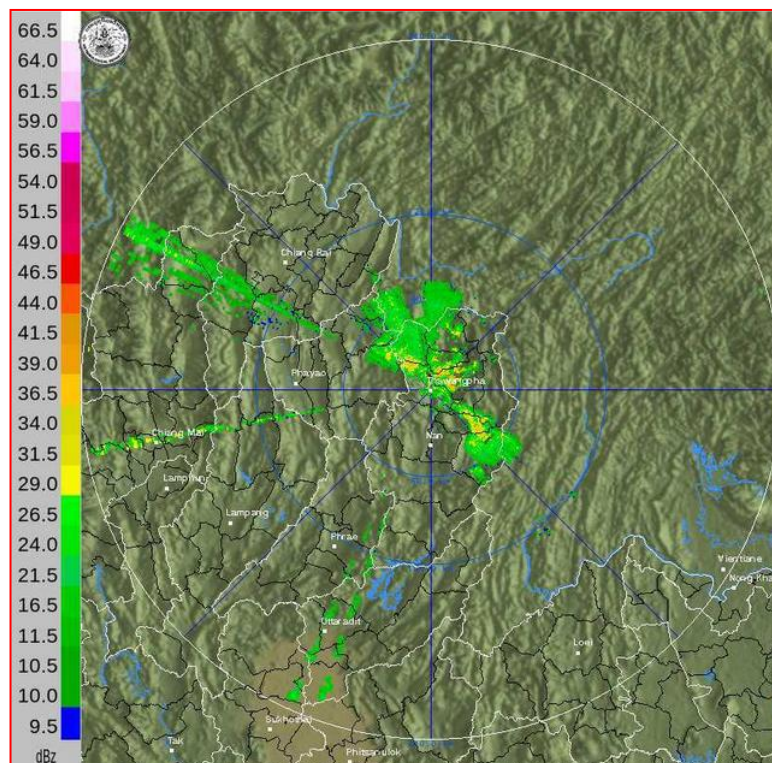 66.5
64.0
61.5
59.0
56.5
54.0
51.5
49.0
46.5
44.0
41.5
39.0
36.5
34.0
31.5
29.0
26.5
24.0
21.5
16.5
11.5
10.5
10.0
9.5
dBz
Chiang Rai
Phayao
Thawangpha
Chiang Mai
Nan
Lamphun
Lampang
Phrae
Vientiane
Nong Kha
Uttaradit
Loei
Sukhothai
Tak
Phitsanulok